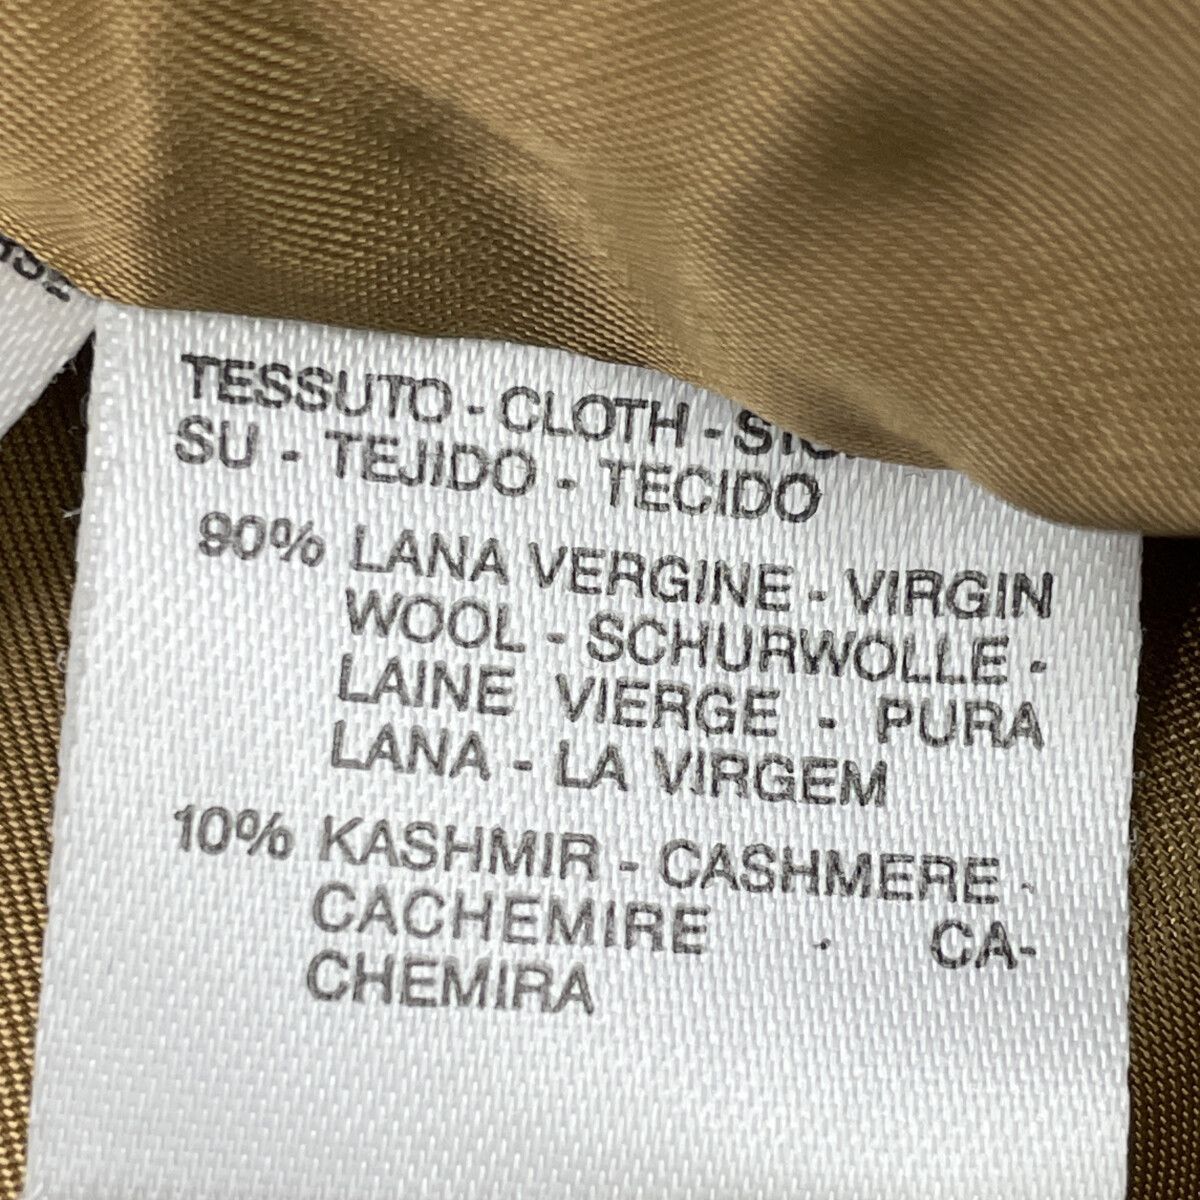 TESSUTO - CLOTH -
SU - TEJIDO - TECIDO
90% LANA VERGINE - VIRGIN
WOOL - SCHURWOLLE -
LAINE VIERGE - PURA
LANA - LA VIRGEM
10% KASHMIR - CASHMERE -
CACHEMIRE - CA-
CHEMIRA